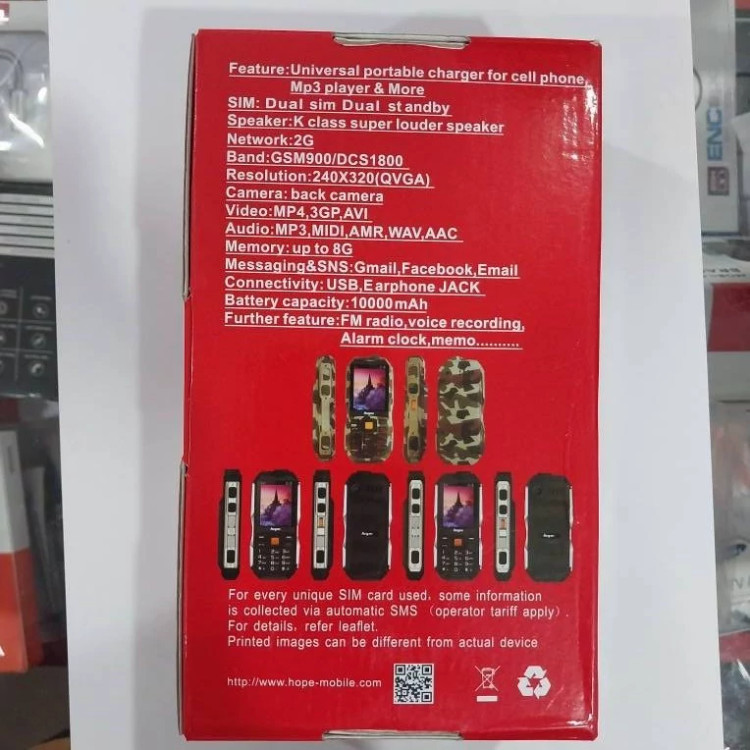 Feature:Universal portable charger for cell phone,
Mp3 player & More
SIM: Dual sim Dual st andby
Speaker:K class super louder speaker
Network:2G
Band:GSM900/DCS1800
Resolution:240X320(QVGA)
Camera: back camera
Video:MP4,3GP,AVI
Audio:MP3,MIDI,AMR,WAV,AAC
Memory: up to 8G
Messaging&SNS:Gmail,Facebook,Email
Connectivity: USB,Earphone JACK
Battery capacity:10000mAh
Further feature:FM radio,voice recording,
Alarm clock,memo..........
For every unique SIM card used, some information
is collected via automatic SMS (operator tariff apply).
For details, refer leaflet.
Printed images can be different from actual device
http://www.hope-mobile.com
ENC